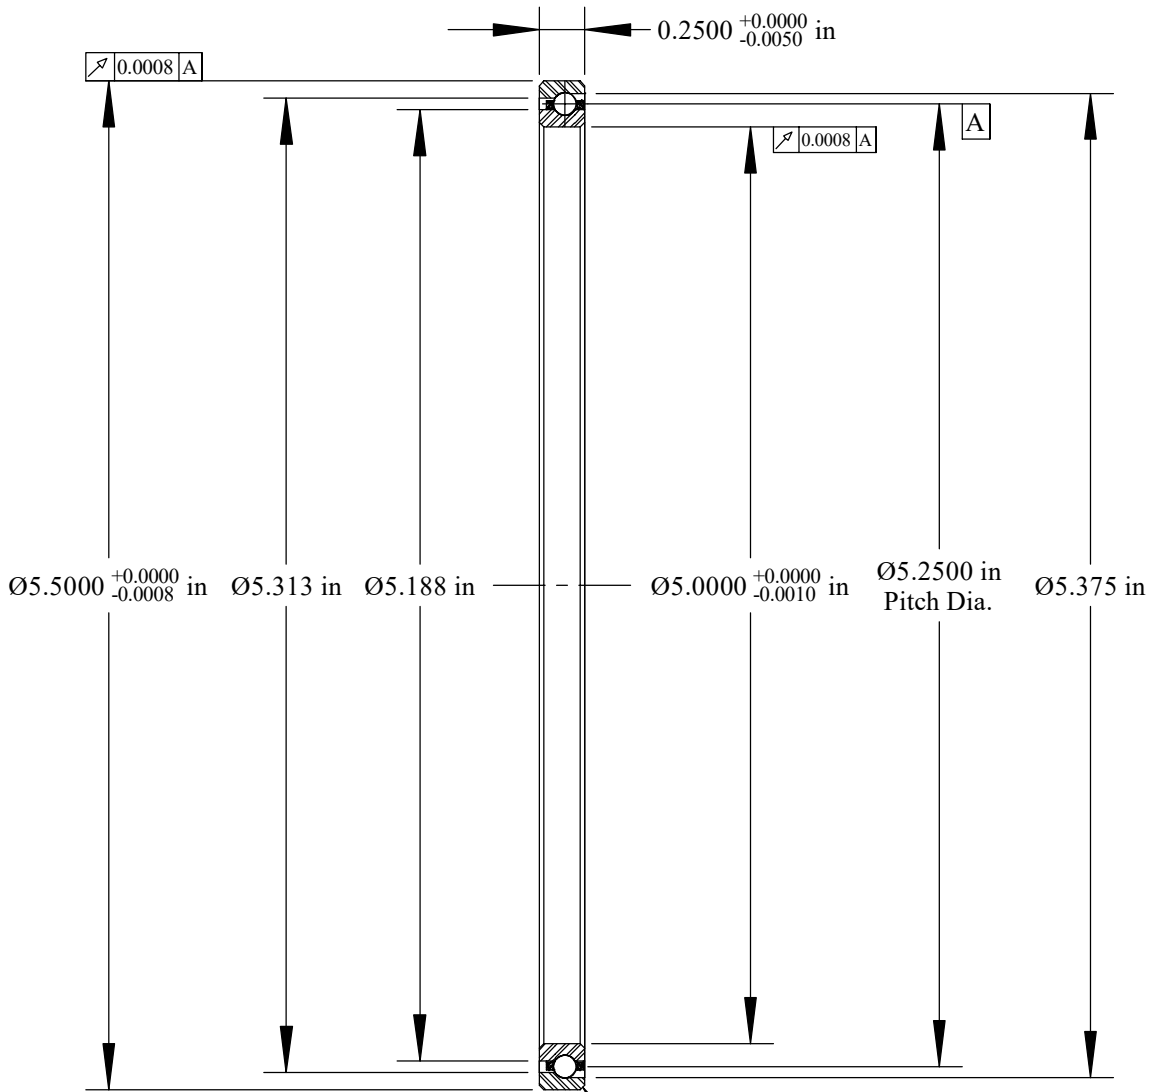 0.2500 +0.0000 -0.0050 in
↗ 0.0008 A
A
↗ 0.0008 A
Ø5.5000 +0.0000 -0.0008 in
Ø5.313 in
Ø5.188 in
Ø5.0000 +0.0000 -0.0010 in
Ø5.2500 in
Pitch Dia.
Ø5.375 in